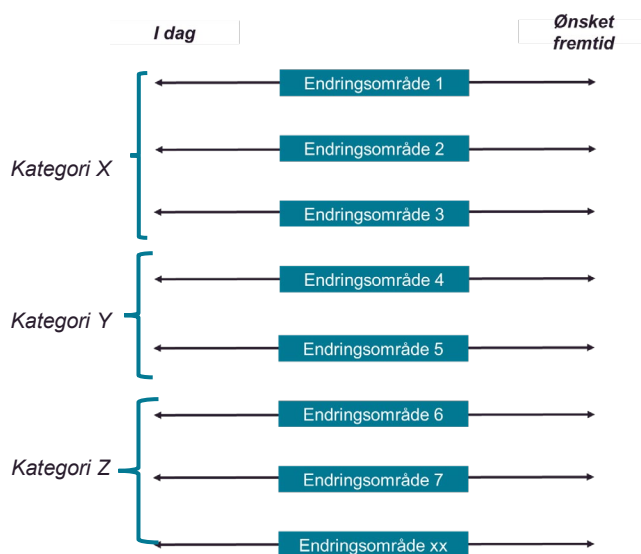 I dag
Ønsket
fremtid
Endringsområde 1
Kategori X
Endringsområde 2
Endringsområde 3
Kategori Y
Endringsområde 4
Endringsområde 5
Kategori Z
Endringsområde 6
Endringsområde 7
Endringsområde xx